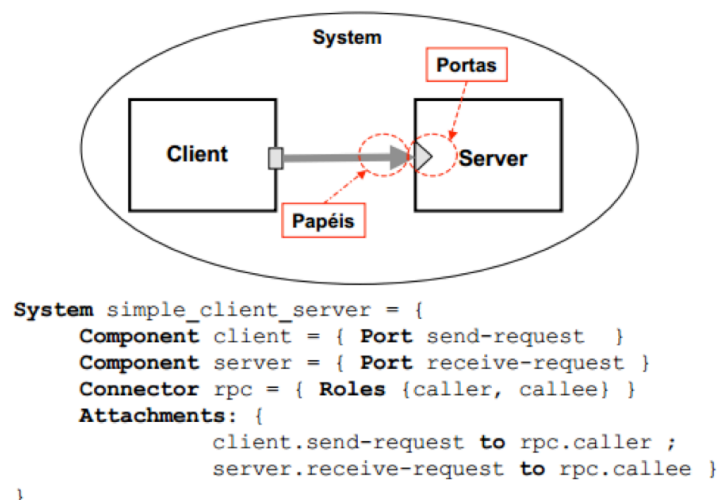 System
Portas
Client
Server
Papéis
System simple_client_server = {
Component client = { Port send-request }
Component server = { Port receive-request }
Connector rpc = { Roles {caller, callee} }
Attachments: {
client.send-request to rpc.caller ;
server.receive-request to rpc.callee }
}